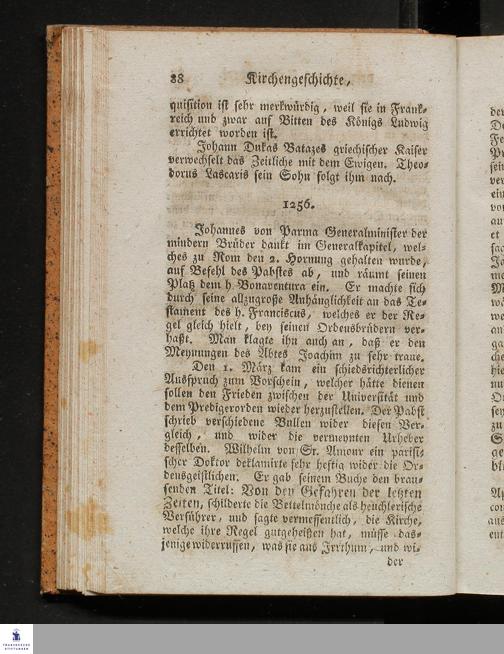 88 Kirchengeschichte,
quisition ist sehr merkwürdig, weil sie in Frank-
reich und zwar auf Bitten des Königs Ludwig
errichtet worden ist.
Johann Dukas Batazes griechischer Kaiser
verwechselt das Zeitliche mit dem Ewigen. Theo-
dorus Lascaris sein Sohn folgt ihm nach.
1256.
Johannes von Parma Generalminister der
mindern Brüder dankt im Generalkapitel, wel-
ches zu Rom den 2. Hornung gehalten wurde,
auf Befehl des Pabstes ab, und räumt seinen
Platz dem h. Bonaventura ein. Er machte sich
durch seine allzugroße Anhänglichkeit an das Te-
stament des h. Franciscus, welches er der Re-
gel gleich hielt, bey seinen Ordensbrüdern ver-
haßt. Man klagte ihn auch an, daß er den
Meynungen des Abtes Joachim zu sehr traue.
Den 1. März kam ein schiedsrichterlicher
Ausspruch zum Vorschein, welcher hätte dienen
sollen den Frieden zwischen der Universität und
dem Predigerorden wieder herzustellen. Der Pabst
schrieb verschiedene Bullen wider diesen Ver-
gleich, und wider die vermeynten Urheber
desselben. Wilhelm von St. Amour ein parisi-
scher Doktor deklamirte sehr heftig wider die Or-
densgeistlichen. Er gab seinem Buche den brau-
senden Titel: Von den Gefahren der letzten
Zeiten, schilderte die Bettelmönche als heuchlerische
Verführer, und sagte vermessentlich, die Kirche,
welche ihre Regel gutgeheißen hat, müsse das-
jenige widerruffen, was sie aus Irrthum, und wi-
der